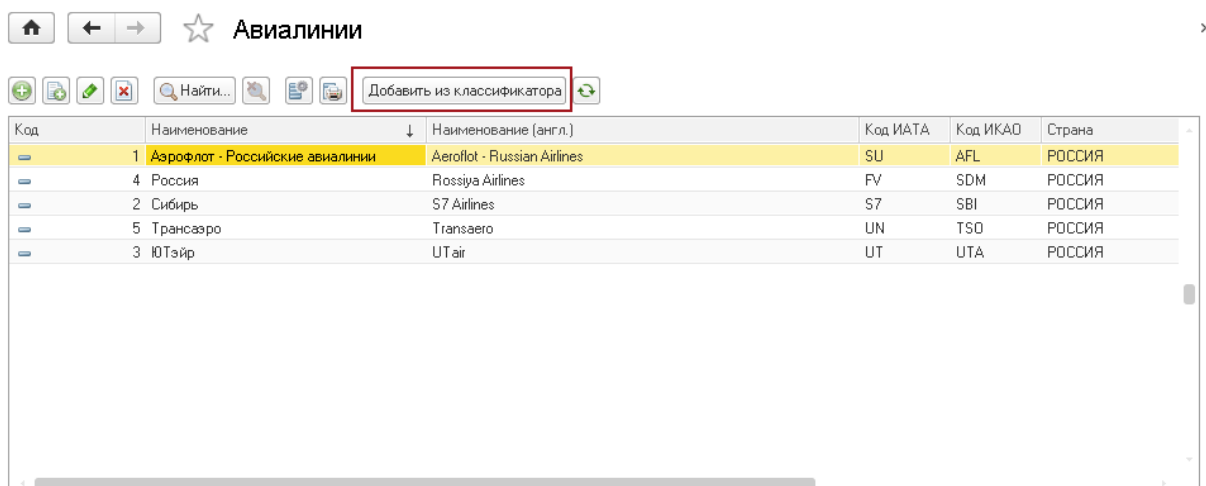 Авиалинии
Найти... Добавить из классификатора
Код Наименование ↓ Наименование (англ.) Код ИАТА Код ИКАО Страна
1 Аэрофлот - Российские авиалинии Aeroflot - Russian Airlines SU AFL РОССИЯ
4 Россия Rossiya Airlines FV SDM РОССИЯ
2 Сибирь S7 Airlines S7 SBI РОССИЯ
5 Трансаэро Transaero UN TSO РОССИЯ
3 ЮТэйр UTair UT UTA РОССИЯ